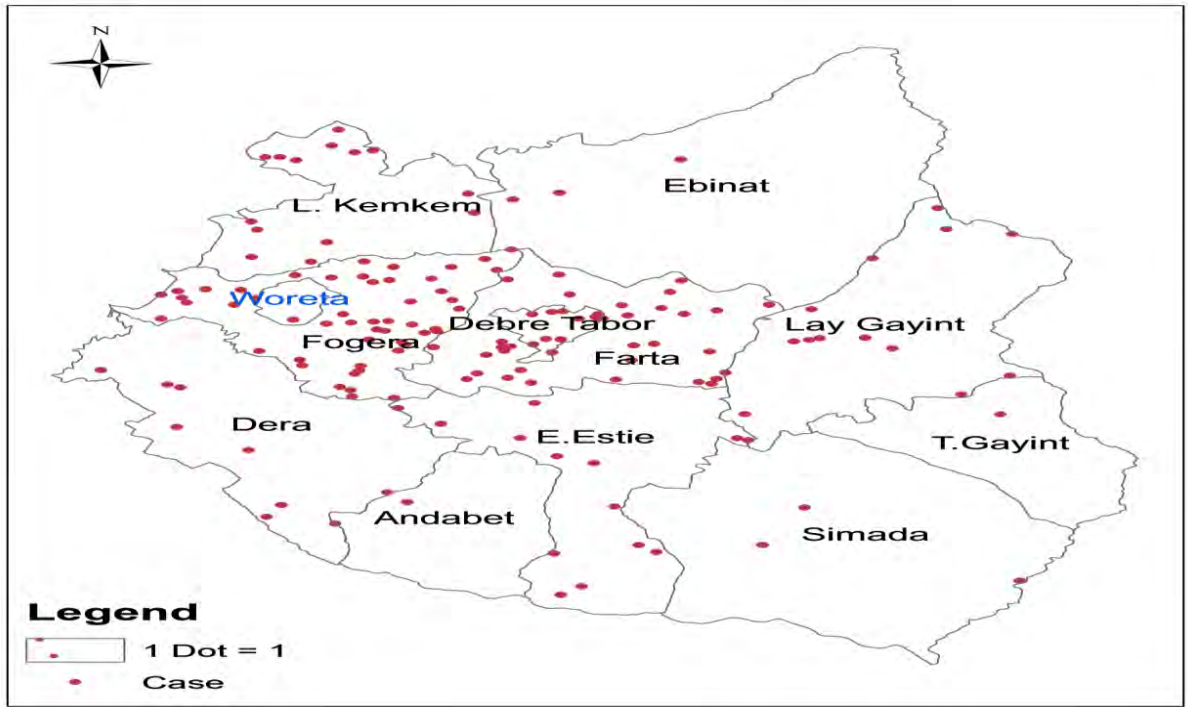 N
Ebinat
L. Kemkem
Woreta
Debre Tabor
Lay Gayint
Fogera
Farta
Dera
E.Estie
T.Gayint
Andabet
Simada
Legend
1 Dot = 1
Case